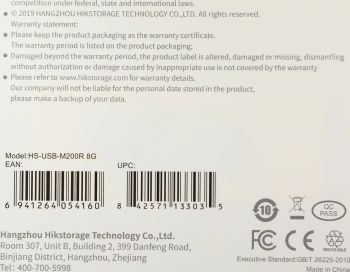 competition under federal, state and international laws.
● © 2019 HANGZHOU HIKSTORAGE TECHNOLOGY CO., LTD. All rights reserved.
Warranty statement:
● Please keep the product packaging as the warranty certificate.
The warranty period is listed on the product packaging;
● Damaged beyond the warranty period, the product label is altered, damaged or missing, dismantling
without authorization or damage caused by inappropriate use is not covered by the warranty
● Please refer to www.hikstorage.com for warranty details.
Our company will not be liable for the personal date stored in the product,
please make a backup of your data.
Model:HS-USB-M200R 8G
EAN:
UPC:
6 941264 054160
8 42571 13303 5
10
QC
PASS
Hangzhou Hikstorage Technology Co.,Ltd.
Room 307, Unit B, Building 2, 399 Danfeng Road,
Binjiang District, Hangzhou, Zhejiang
Tel: 400-700-5998
FC CE
RECYCLABLE
Executive Standard:GB/T 26225-2010
Made in China